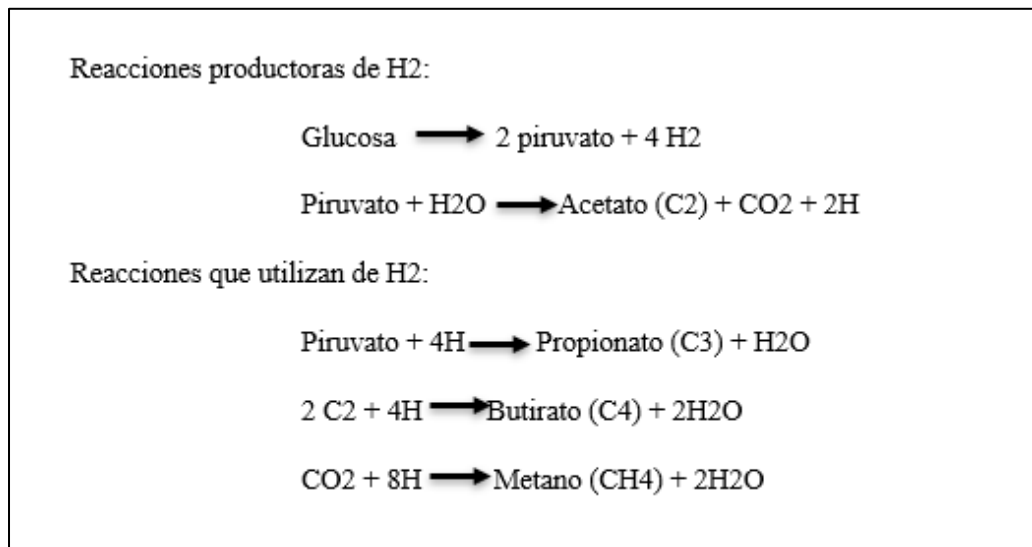 Reacciones productoras de H2:
Glucosa → 2 piruvato + 4 H2
Piruvato + H2O → Acetato (C2) + CO2 + 2H
Reacciones que utilizan de H2:
Piruvato + 4H → Propionato (C3) + H2O
2 C2 + 4H → Butirato (C4) + 2H2O
CO2 + 8H → Metano (CH4) + 2H2O